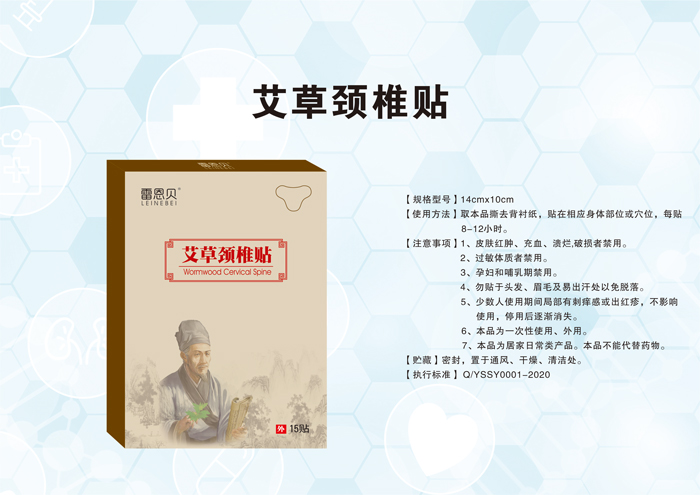 艾草颈椎贴
雷恩贝®
LEINEBEI
艾草颈椎贴
Wormwood Cervical Spine
外 15贴
【规格型号】14cmx10cm
【使用方法】取本品撕去背衬纸，贴在相应身体部位或穴位，每贴
8-12小时。
【注意事项】1、皮肤红肿、充血、溃烂,破损者禁用。
2、过敏体质者禁用。
3、孕妇和哺乳期禁用。
4、勿贴于头发、眉毛及易出汗处以免脱落。
5、少数人使用期间局部有刺痒感或出红疹，不影响
使用，停用后逐渐消失。
6、本品为一次性使用、外用。
7、本品为居家日常类产品。本品不能代替药物。
【贮藏】密封，置于通风、干燥、清洁处。
【执行标准】Q/YSSY0001-2020